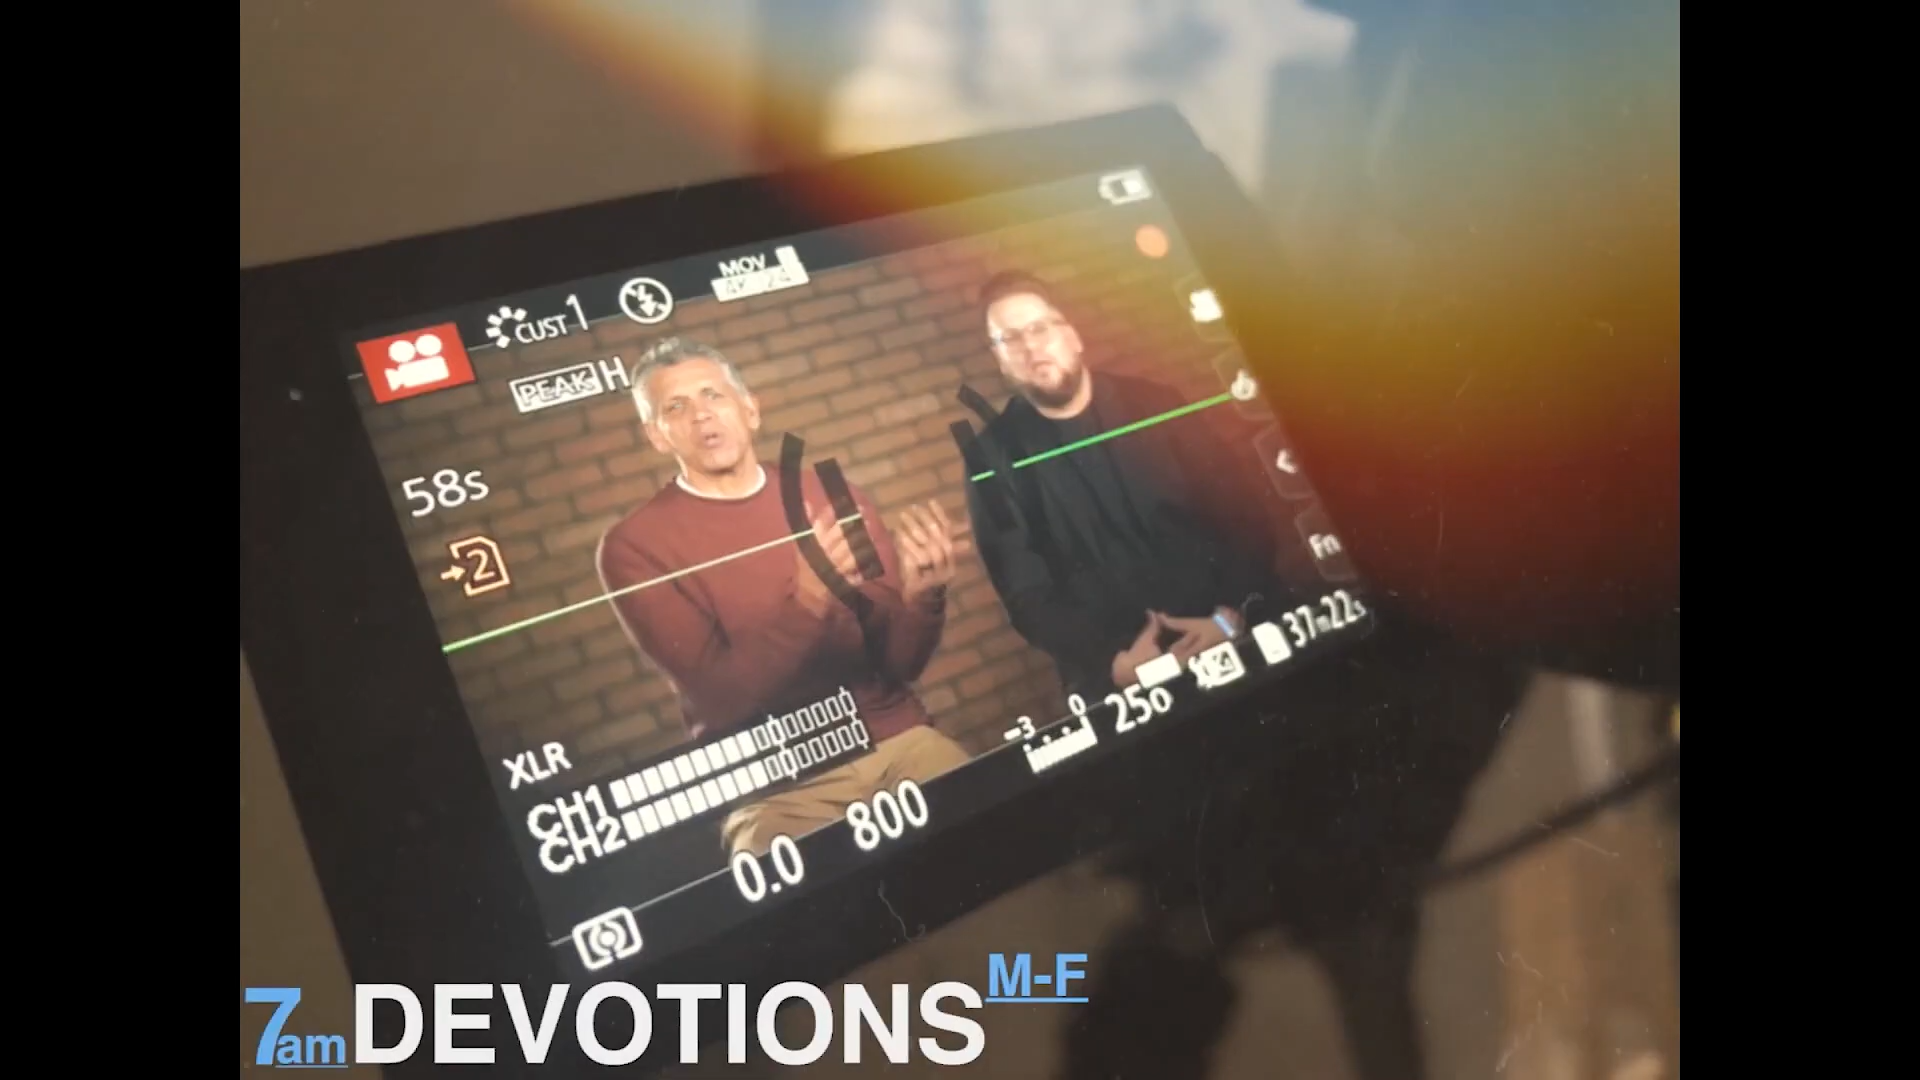 MOV
CUST 1
PEAK H
58s
2
Fn
37m22s
XLR
CH1
CH2
-3 0
250
800
0.0
7am DEVOTIONS M-F